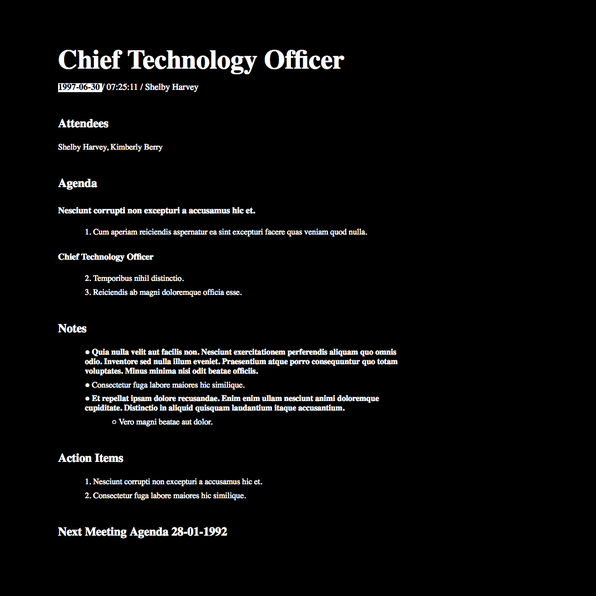 Chief Technology Officer
1997-06-30 / 07:25:11 / Shelby Harvey
Attendees
Shelby Harvey, Kimberly Berry
Agenda
Nesciunt corrupti non excepturi a accusamus hic et.
1. Cum aperiam reiciendis aspernatur ea sint excepturi facere quas veniam quod nulla.
Chief Technology Officer
2. Temporibus nihil distinctio.
3. Reiciendis ab magni doloremque officia esse.
Notes
● Quia nulla velit aut facilis non. Nesciunt exercitationem perferendis aliquam quo omnis
odio. Inventore sed nulla illum eveniet. Praesentium atque porro consequuntur quo totam
voluptates. Minus minima nisi odit beatae officiis.
● Consectetur fuga labore maiores hic similique.
● Et repellat ipsam dolore recusandae. Enim enim ullam nesciunt animi doloremque
cupiditate. Distinctio in aliquid quisquam laudantium itaque accusantium.
○ Vero magni beatae aut dolor.
Action Items
1. Nesciunt corrupti non excepturi a accusamus hic et.
2. Consectetur fuga labore maiores hic similique.
Next Meeting Agenda 28-01-1992